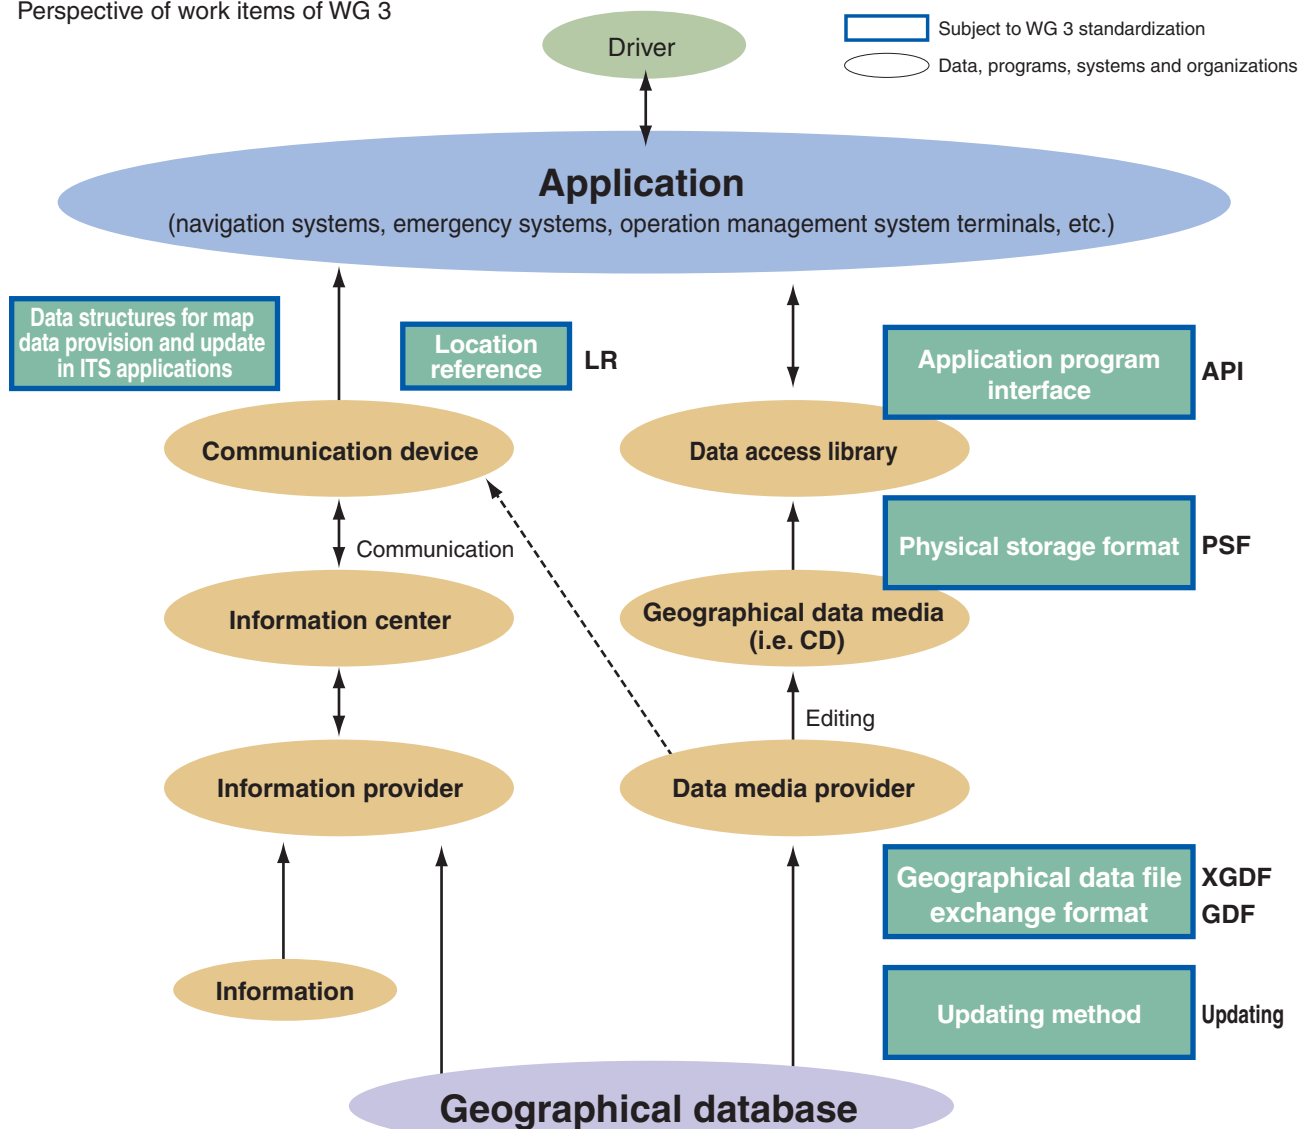 Perspective of work items of WG 3
Subject to WG 3 standardization
Data, programs, systems and organizations
Driver
Application
(navigation systems, emergency systems, operation management system terminals, etc.)
Data structures for map
data provision and update
in ITS applications
Location
reference
LR
Application program
interface
API
Communication device
Data access library
Communication
Physical storage format
PSF
Information center
Geographical data media
(i.e. CD)
Editing
Information provider
Data media provider
Geographical data file
exchange format
XGDF
GDF
Information
Updating method
Updating
Geographical database